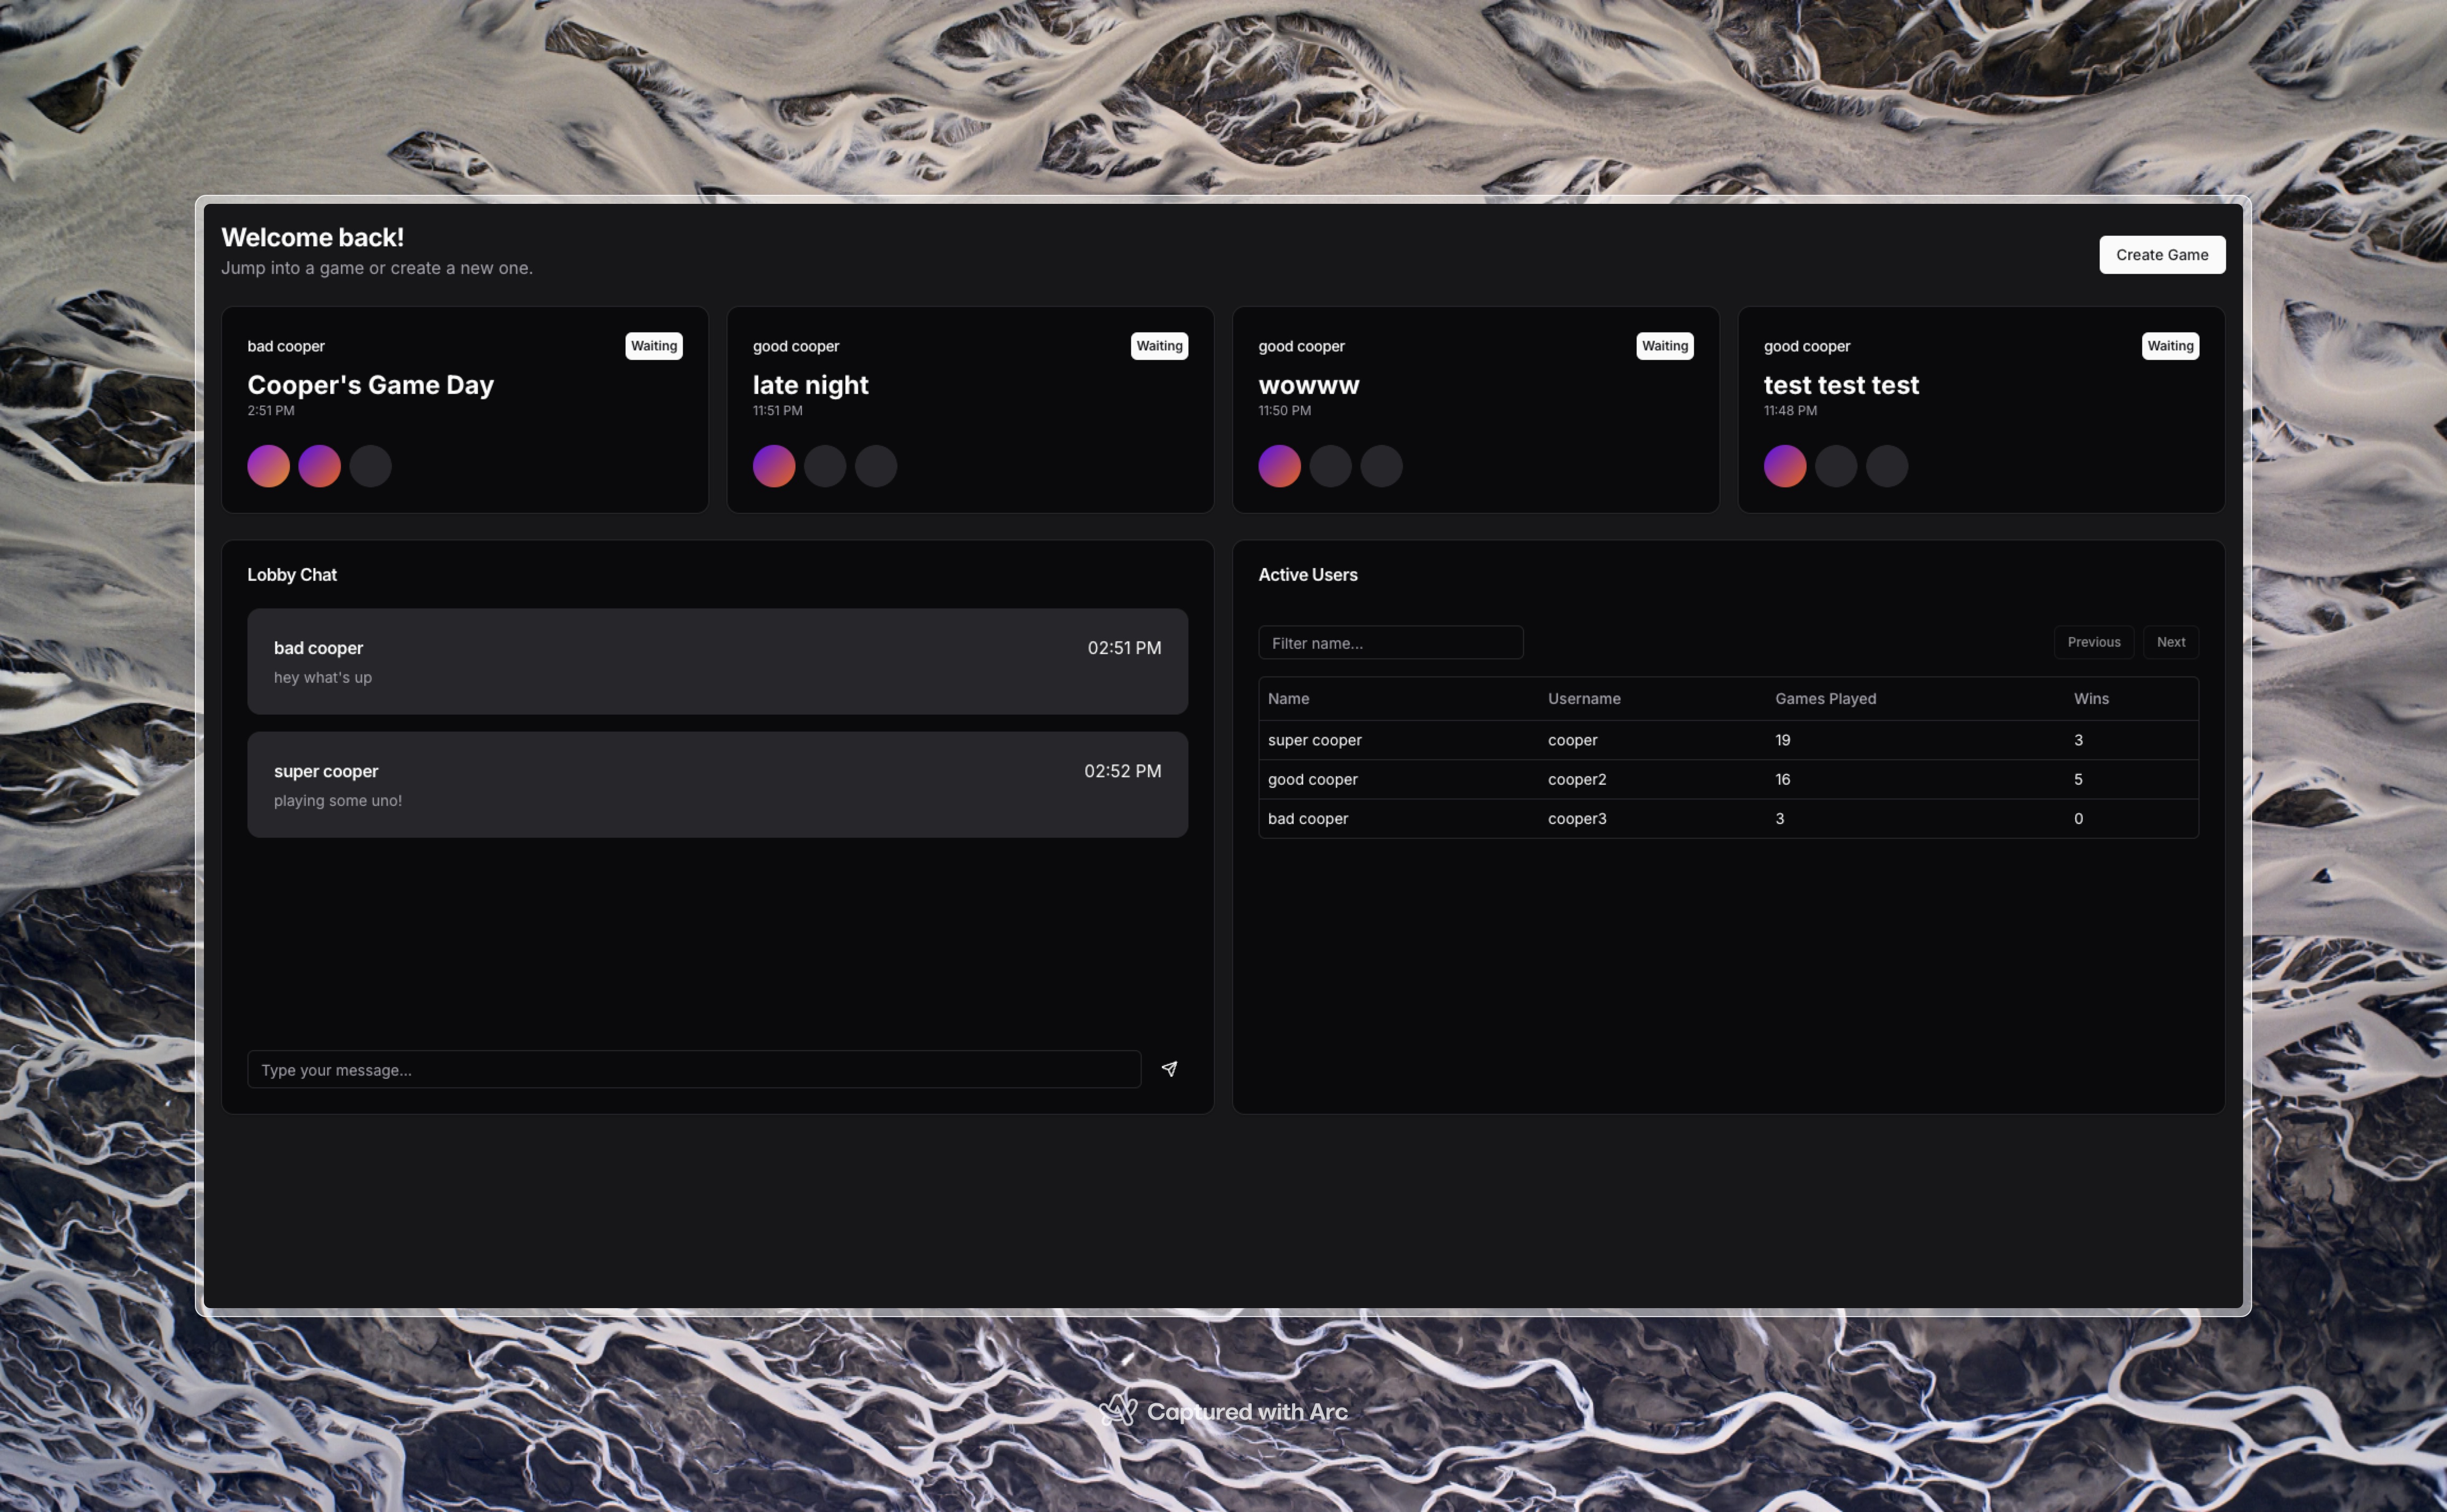 Welcome back!
Jump into a game or create a new one.
Create Game
bad cooper
Waiting
Cooper's Game Day
2:51 PM
good cooper
Waiting
late night
11:51 PM
good cooper
Waiting
wowww
11:50 PM
good cooper
Waiting
test test test
11:48 PM
Lobby Chat
bad cooper 02:51 PM
hey what's up
super cooper 02:52 PM
playing some uno!
Type your message...
Active Users
Filter name...
Previous Next
Name Username Games Played Wins
super cooper cooper 19 3
good cooper cooper2 16 5
bad cooper cooper3 3 0
Captured with Arc